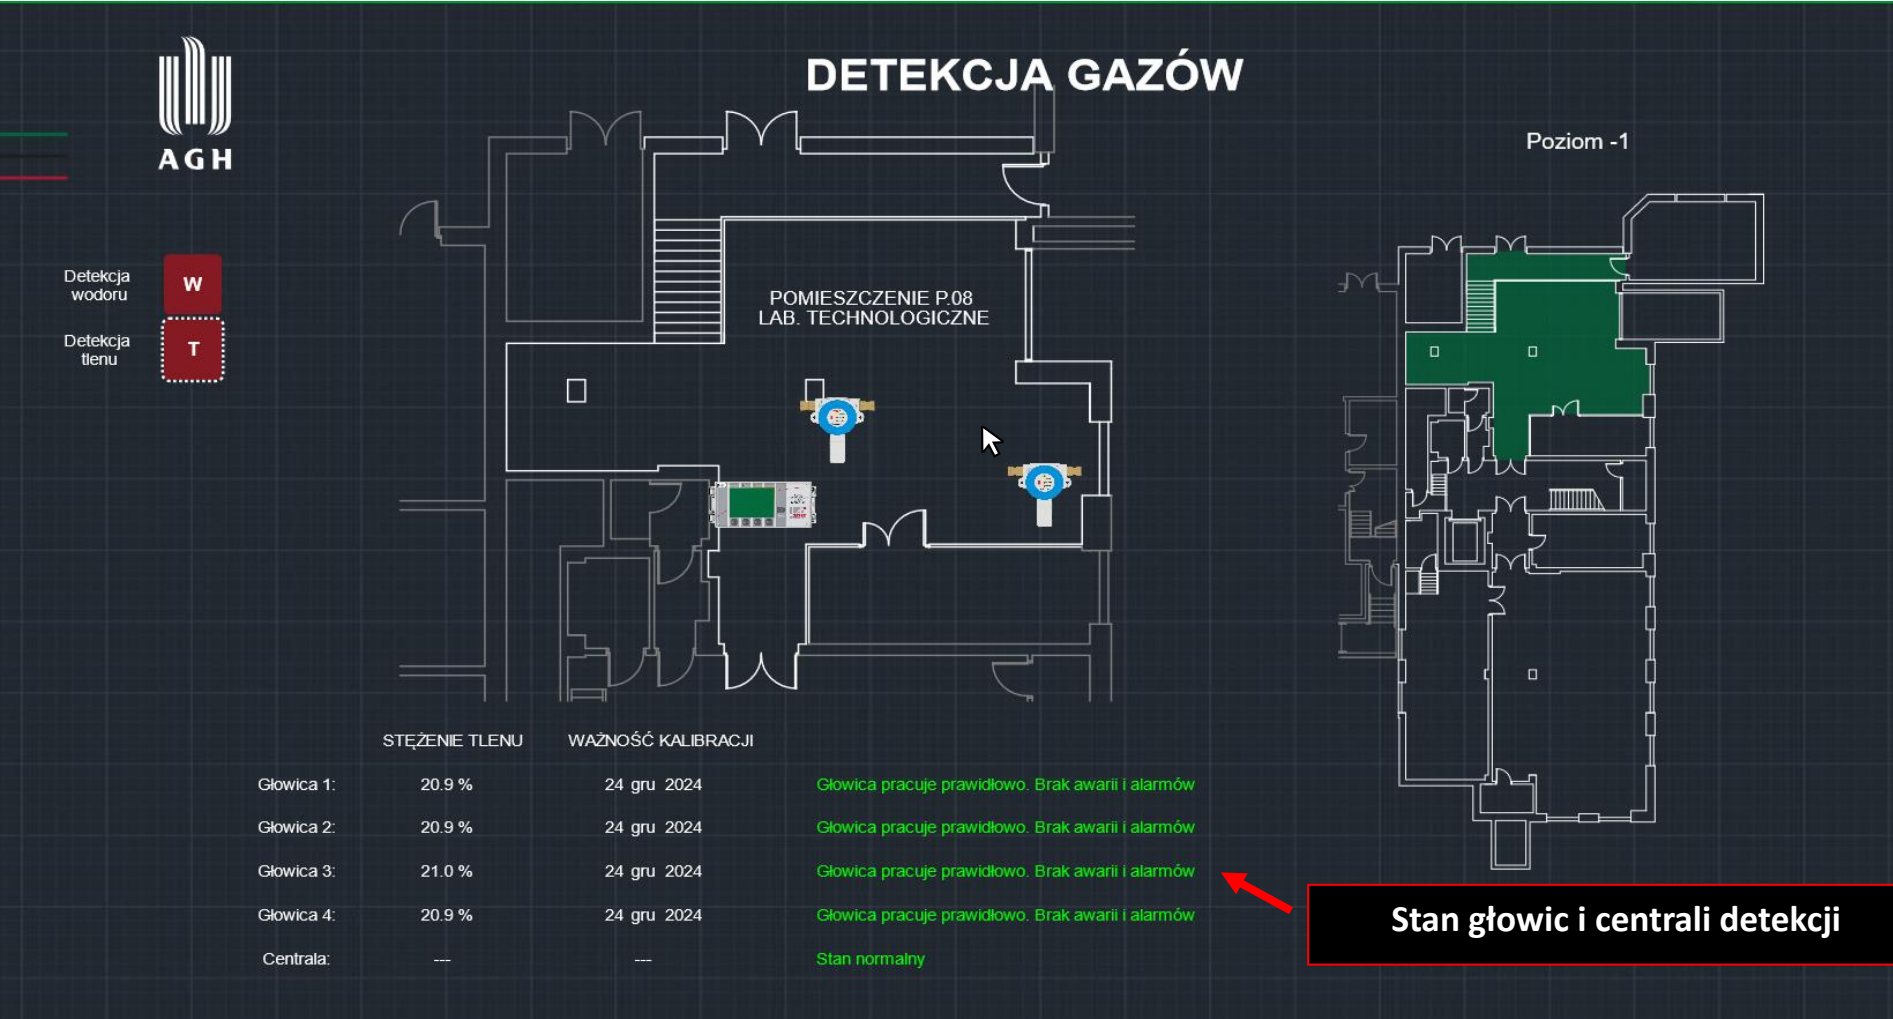 AGH
DETEKCJA GAZÓW
Poziom -1
Detekcja
wodoru
W
Detekcja
tlenu
T
POMIESZCZENIE P.08
LAB. TECHNOLOGICZNE
STĘŻENIE TLENU WAŻNOŚĆ KALIBRACJI
Głowica 1: 20.9 % 24 gru 2024 Głowica pracuje prawidłowo. Brak awarii i alarmów
Głowica 2: 20.9 % 24 gru 2024 Głowica pracuje prawidłowo. Brak awarii i alarmów
Głowica 3: 21.0 % 24 gru 2024 Głowica pracuje prawidłowo. Brak awarii i alarmów
Głowica 4: 20.9 % 24 gru 2024 Głowica pracuje prawidłowo. Brak awarii i alarmów
Centrala: --- --- Stan normalny
Stan głowic i centrali detekcji